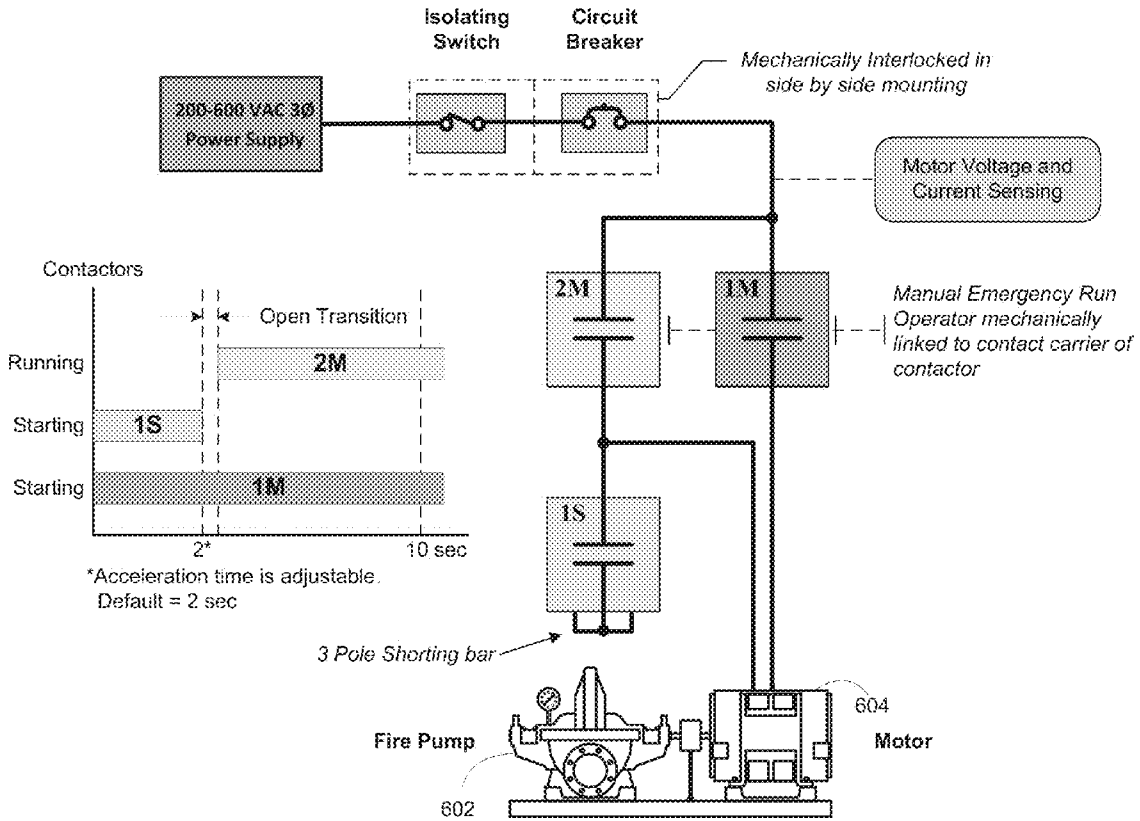 Isolating
Switch
Circuit
Breaker
Mechanically Interlocked in
side by side mounting
200-600 VAC 3Ø
Power Supply
Motor Voltage and
Current Sensing
Contactors
Open Transition
Running
2M
Starting
1S
Starting
1M
2*
10 sec
*Acceleration time is adjustable.
Default = 2 sec
2M
1M
Manual Emergency Run
Operator mechanically
linked to contact carrier of
contactor
1S
3 Pole Shorting bar
604
Fire Pump
Motor
602